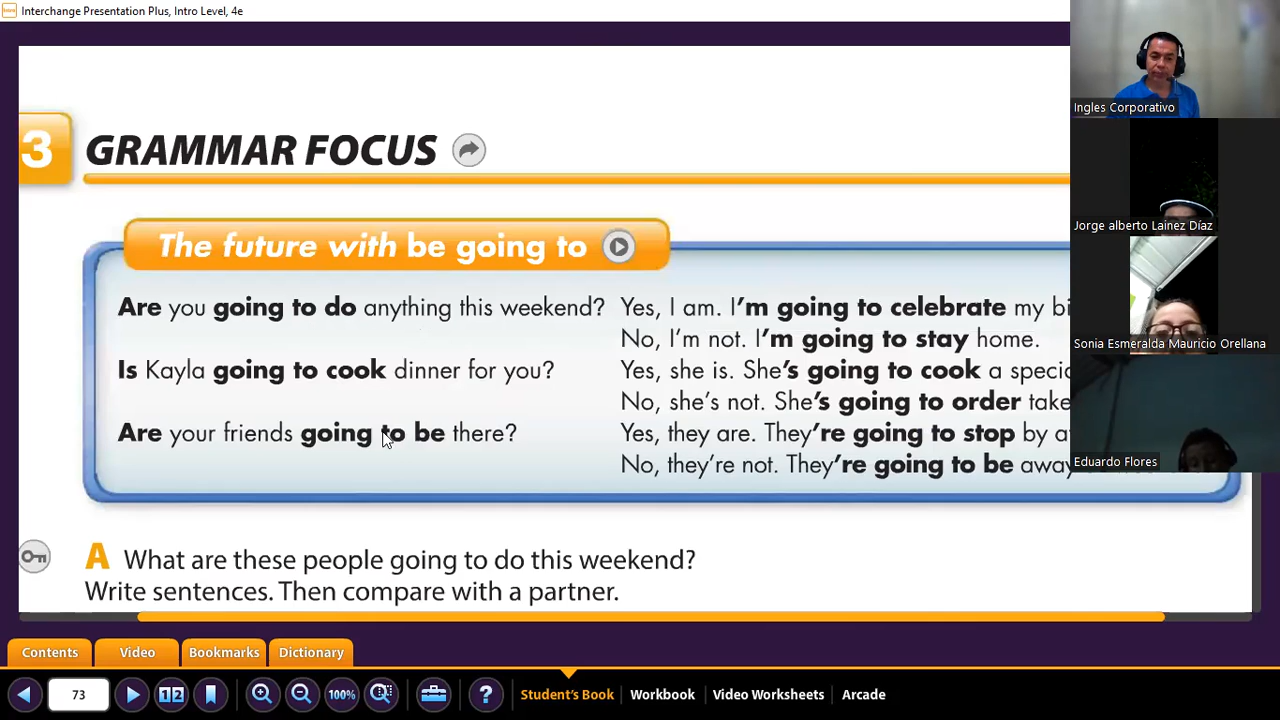 Interchange Presentation Plus, Intro Level, 4e
Ingles Corporativo
3 GRAMMAR FOCUS
Jorge alberto Lainez Díaz
The future with be going to
Are you going to do anything this weekend? Yes, I am. I'm going to celebrate my
No, I'm not. I'm going to stay home.
Sonia Esmeralda Mauricio Orellana
Is Kayla going to cook dinner for you? Yes, she is. She's going to cook a
No, she's not. She's going to order
Are your friends going to be there? Yes, they are. They're going to stop by
No, they're not. They're going to be away
Eduardo Flores
A What are these people going to do this weekend?
Write sentences. Then compare with a partner.
Contents Video Bookmarks Dictionary
73 1 2 100% ? Student's Book Workbook Video Worksheets Arcade